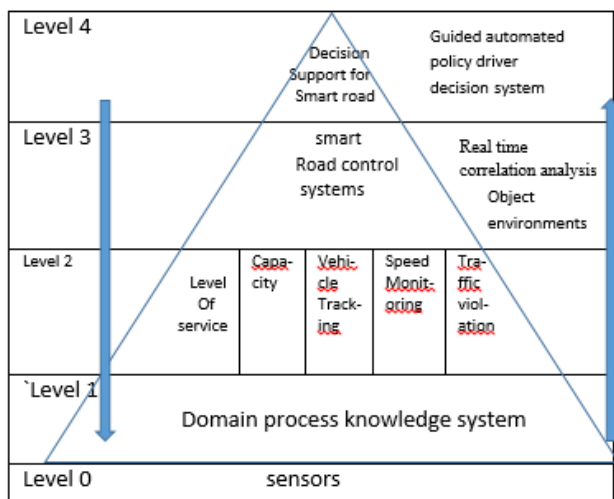 Level 4
Decision
Support for
Smart road
Guided automated
policy driver
decision system
Level 3
smart
Road control
systems
Real time
correlation analysis
Object
environments
Level 2
Level
Of
service
Capa-
city
Vehi-
cle
Track-
ing
Speed
Monit-
oring
Tra-
ffic
viol-
ation
`Level 1
Domain process knowledge system
Level 0
sensors